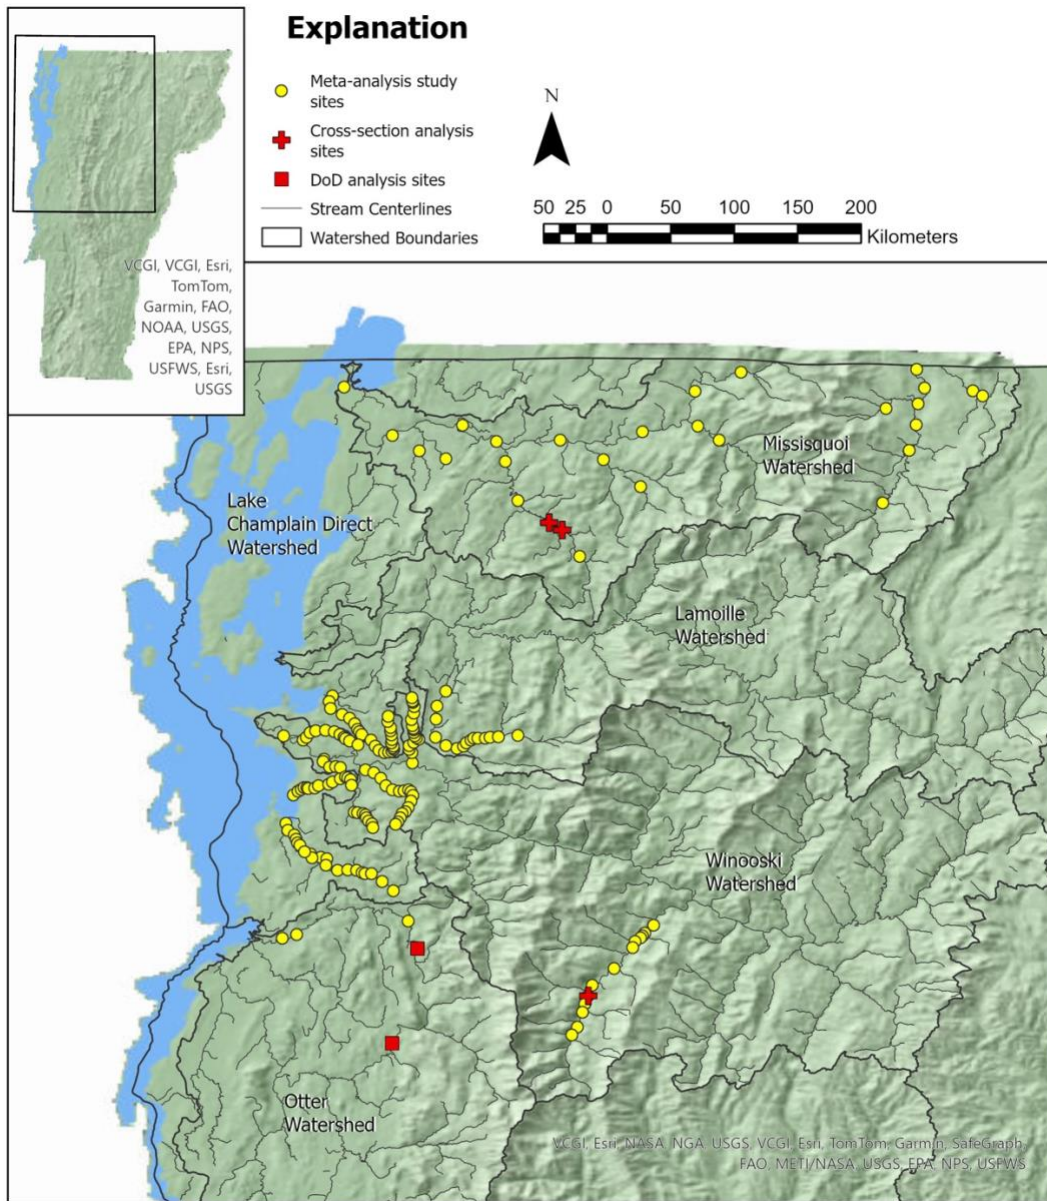 Explanation
Meta-analysis study
sites
Cross-section analysis
sites
DoD analysis sites
Stream Centerlines
Watershed Boundaries
N
50 25 0 50 100 150 200
Kilometers
VCGI, VCGI, Esri,
TomTom,
Garmin, FAO,
NOAA, USGS,
EPA, NPS,
USFWS, Esri,
USGS
Missisquoi
Watershed
Lake
Champlain Direct
Watershed
Lamoille
Watershed
Winooski
Watershed
Otter
Watershed
VCGI, Esri, NASA, NGA, USGS, VCGI, Esri, TomTom, Garmin, SafeGraph,
FAO, METI/NASA, USGS, EPA, NPS, USFWS